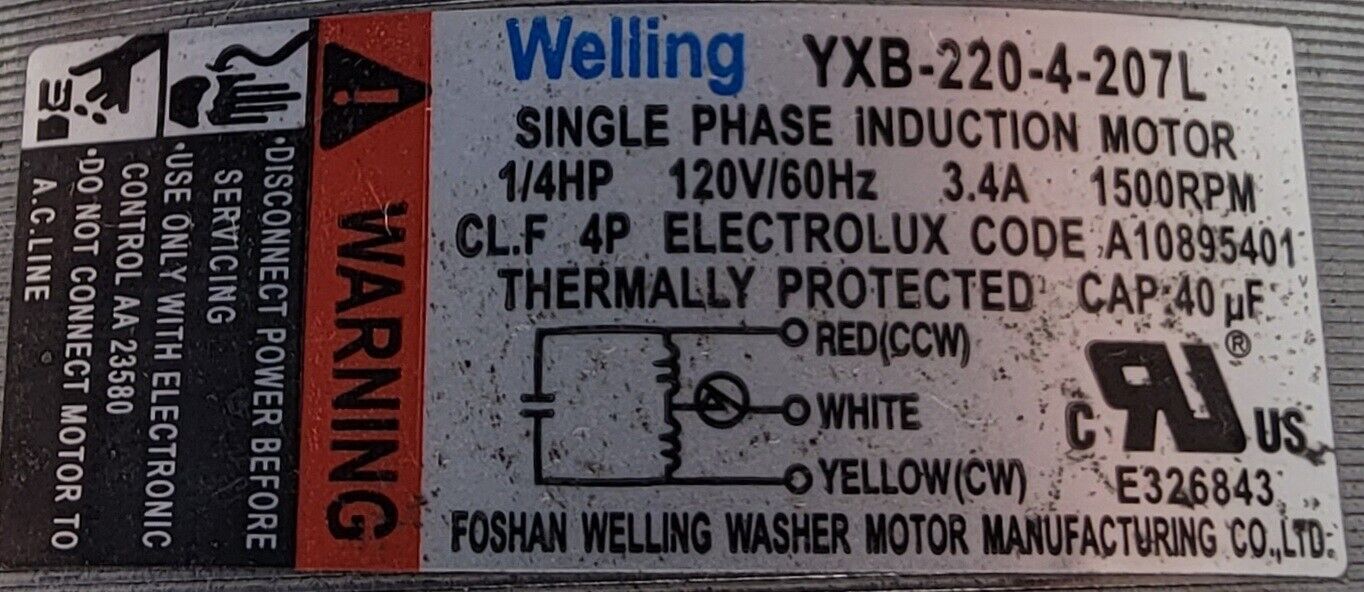 Welling YXB-220-4-207L
SINGLE PHASE INDUCTION MOTOR
1/4HP 120V/60Hz 3.4A 1500RPM
CL.F 4P ELECTROLUX CODE A10895401
THERMALLY PROTECTED CAP:40 µF
RED(CCW)
WHITE
YELLOW(CW)
C UR® US
E326843
FOSHAN WELLING WASHER MOTOR MANUFACTURING CO.,LTD.
WARNING
•DISCONNECT POWER BEFORE
SERVICING
•USE ONLY WITH ELECTRONIC
CONTROL AA 23580
•DO NOT CONNECT MOTOR TO
A.C.LINE